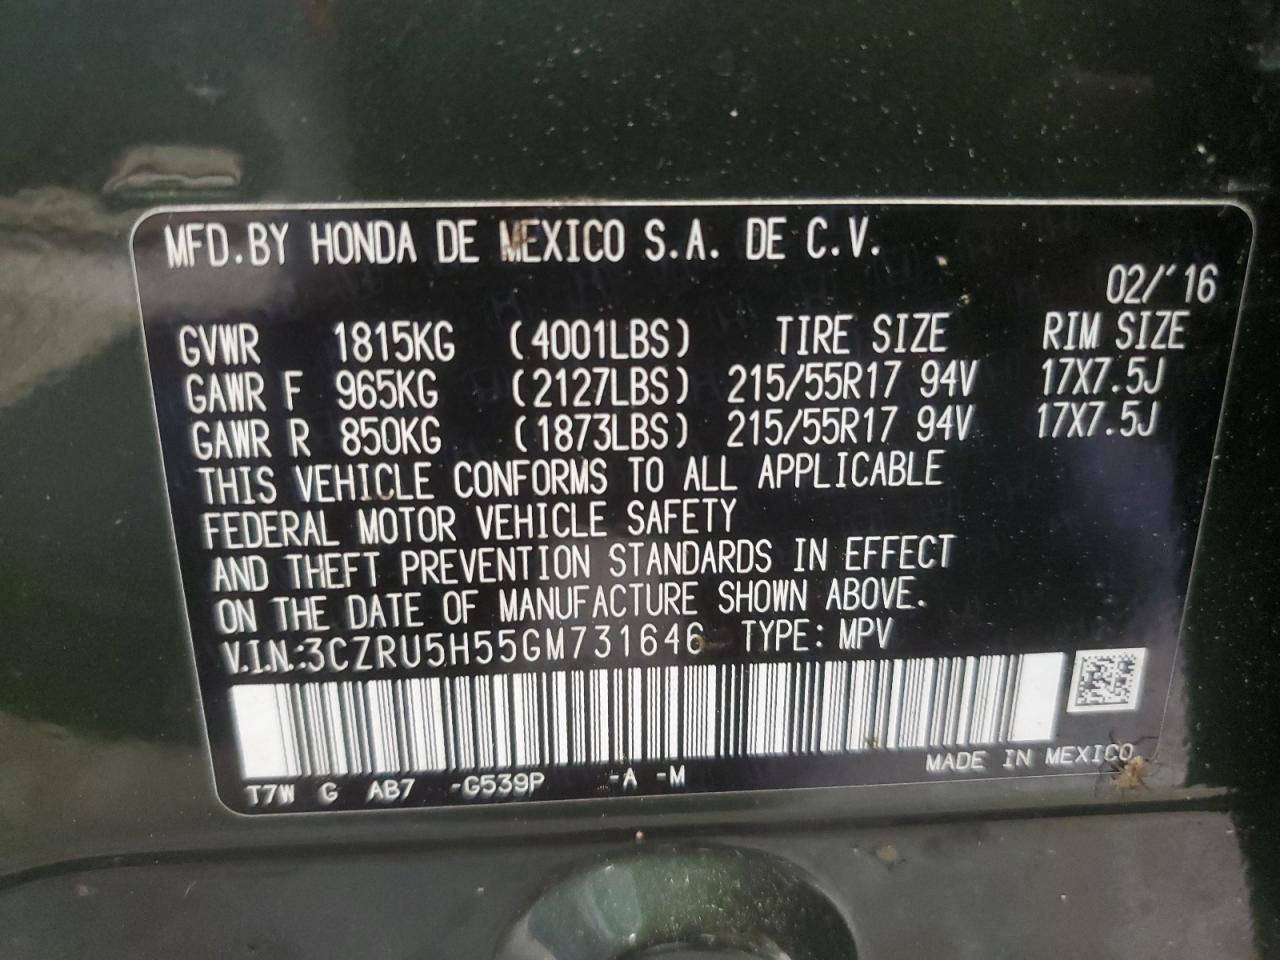 MFD.BY HONDA DE MEXICO S.A. DE C.V.
02/'16
GVWR 1815KG (4001LBS) TIRE SIZE RIM SIZE
GAWR F 965KG (2127LBS) 215/55R17 94V 17X7.5J
GAWR R 850KG (1873LBS) 215/55R17 94V 17X7.5J
THIS VEHICLE CONFORMS TO ALL APPLICABLE
FEDERAL MOTOR VEHICLE SAFETY
AND THEFT PREVENTION STANDARDS IN EFFECT
ON THE DATE OF MANUFACTURE SHOWN ABOVE.
V.I.N.:3CZRU5H55GM731646 TYPE: MPV
MADE IN MEXICO
T7W G AB7 -G539P -A -M